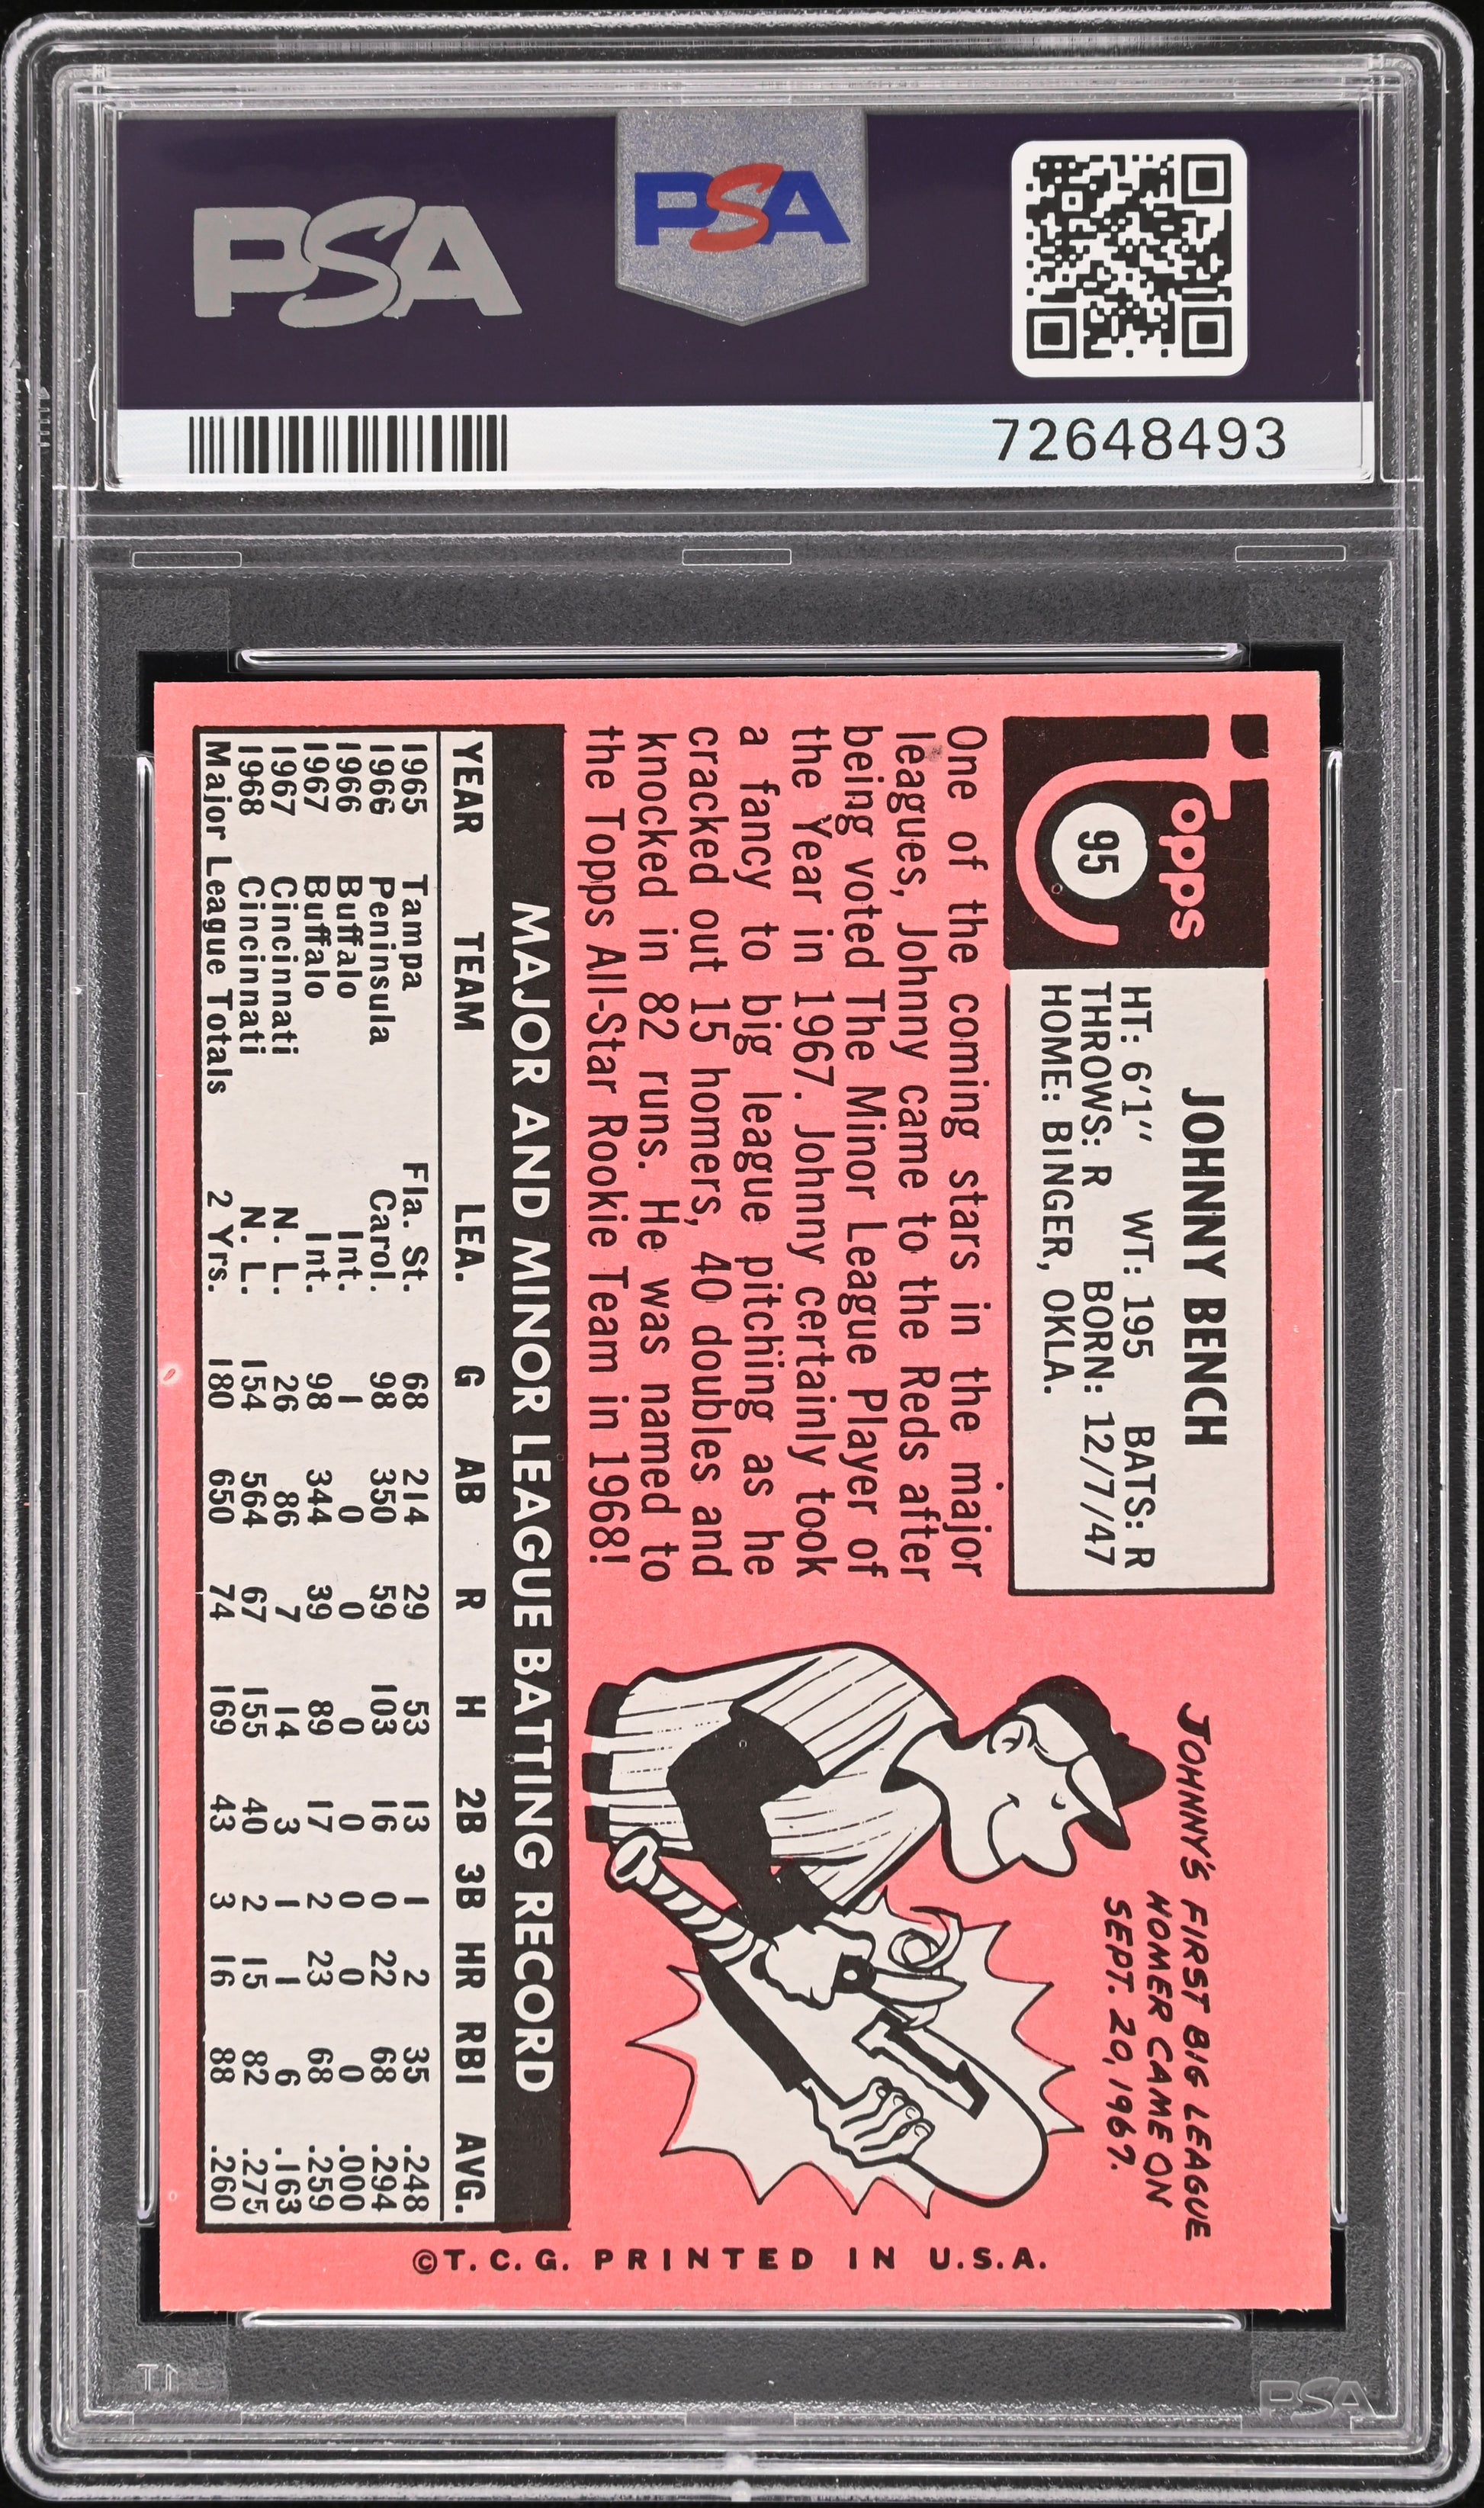 PSA
PSA
72648493
Topps
95
JOHNNY BENCH
HT: 6'1" WT: 195 BATS: R
THROWS: R BORN: 12/7/47
HOME: BINGER, OKLA.
One of the coming stars in the major
leagues, Johnny came to the Reds after
being voted The Minor League Player of
the Year in 1967. Johnny certainly took
a fancy to big league pitching as he
cracked out 15 homers, 40 doubles and
knocked in 82 runs. He was named to
the Topps All-Star Rookie Team in 1968!
JOHNNY'S FIRST BIG LEAGUE
HOMER CAME ON
SEPT. 20, 1967.
1
MAJOR AND MINOR LEAGUE BATTING RECORD
YEAR TEAM LEA. G AB R H 2B 3B HR RBI AVG.
1965 Tampa Fla. St. 68 214 29 53 13 1 2 35 .248
1966 Peninsula Carol. 98 350 59 103 16 0 22 68 .294
1966 Buffalo Int. 1 0 0 0 0 0 0 0 .000
1967 Buffalo Int. 98 344 39 89 17 2 23 68 .259
1967 Cincinnati N. L. 26 86 7 14 3 1 1 6 .163
1968 Cincinnati N. L. 154 564 67 155 40 2 15 82 .275
Major League Totals 2 Yrs. 180 650 74 169 43 3 16 88 .260
©T. C. G. PRINTED IN U.S.A.
PSA